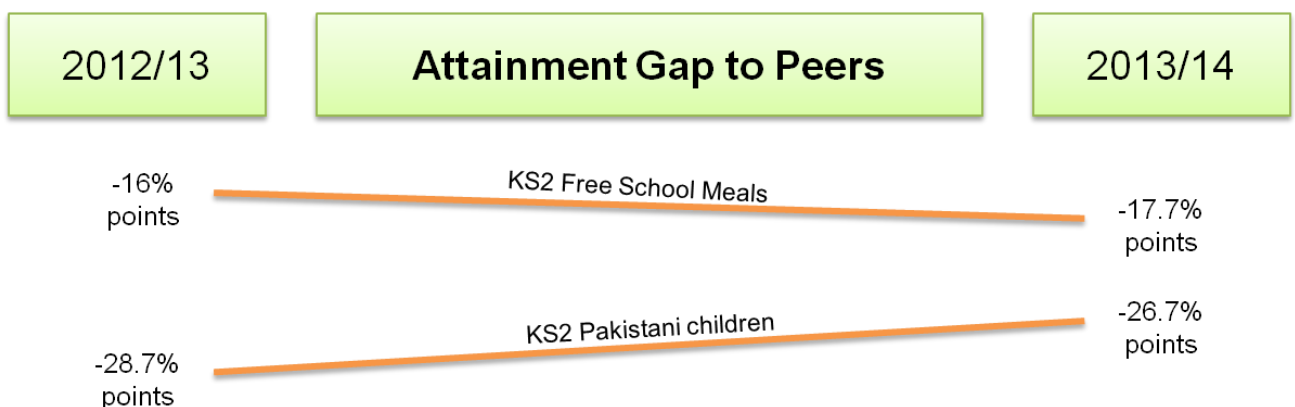 2012/13
Attainment Gap to Peers
2013/14
-16%
points
KS2 Free School Meals
-17.7%
points
-28.7%
points
KS2 Pakistani children
-26.7%
points